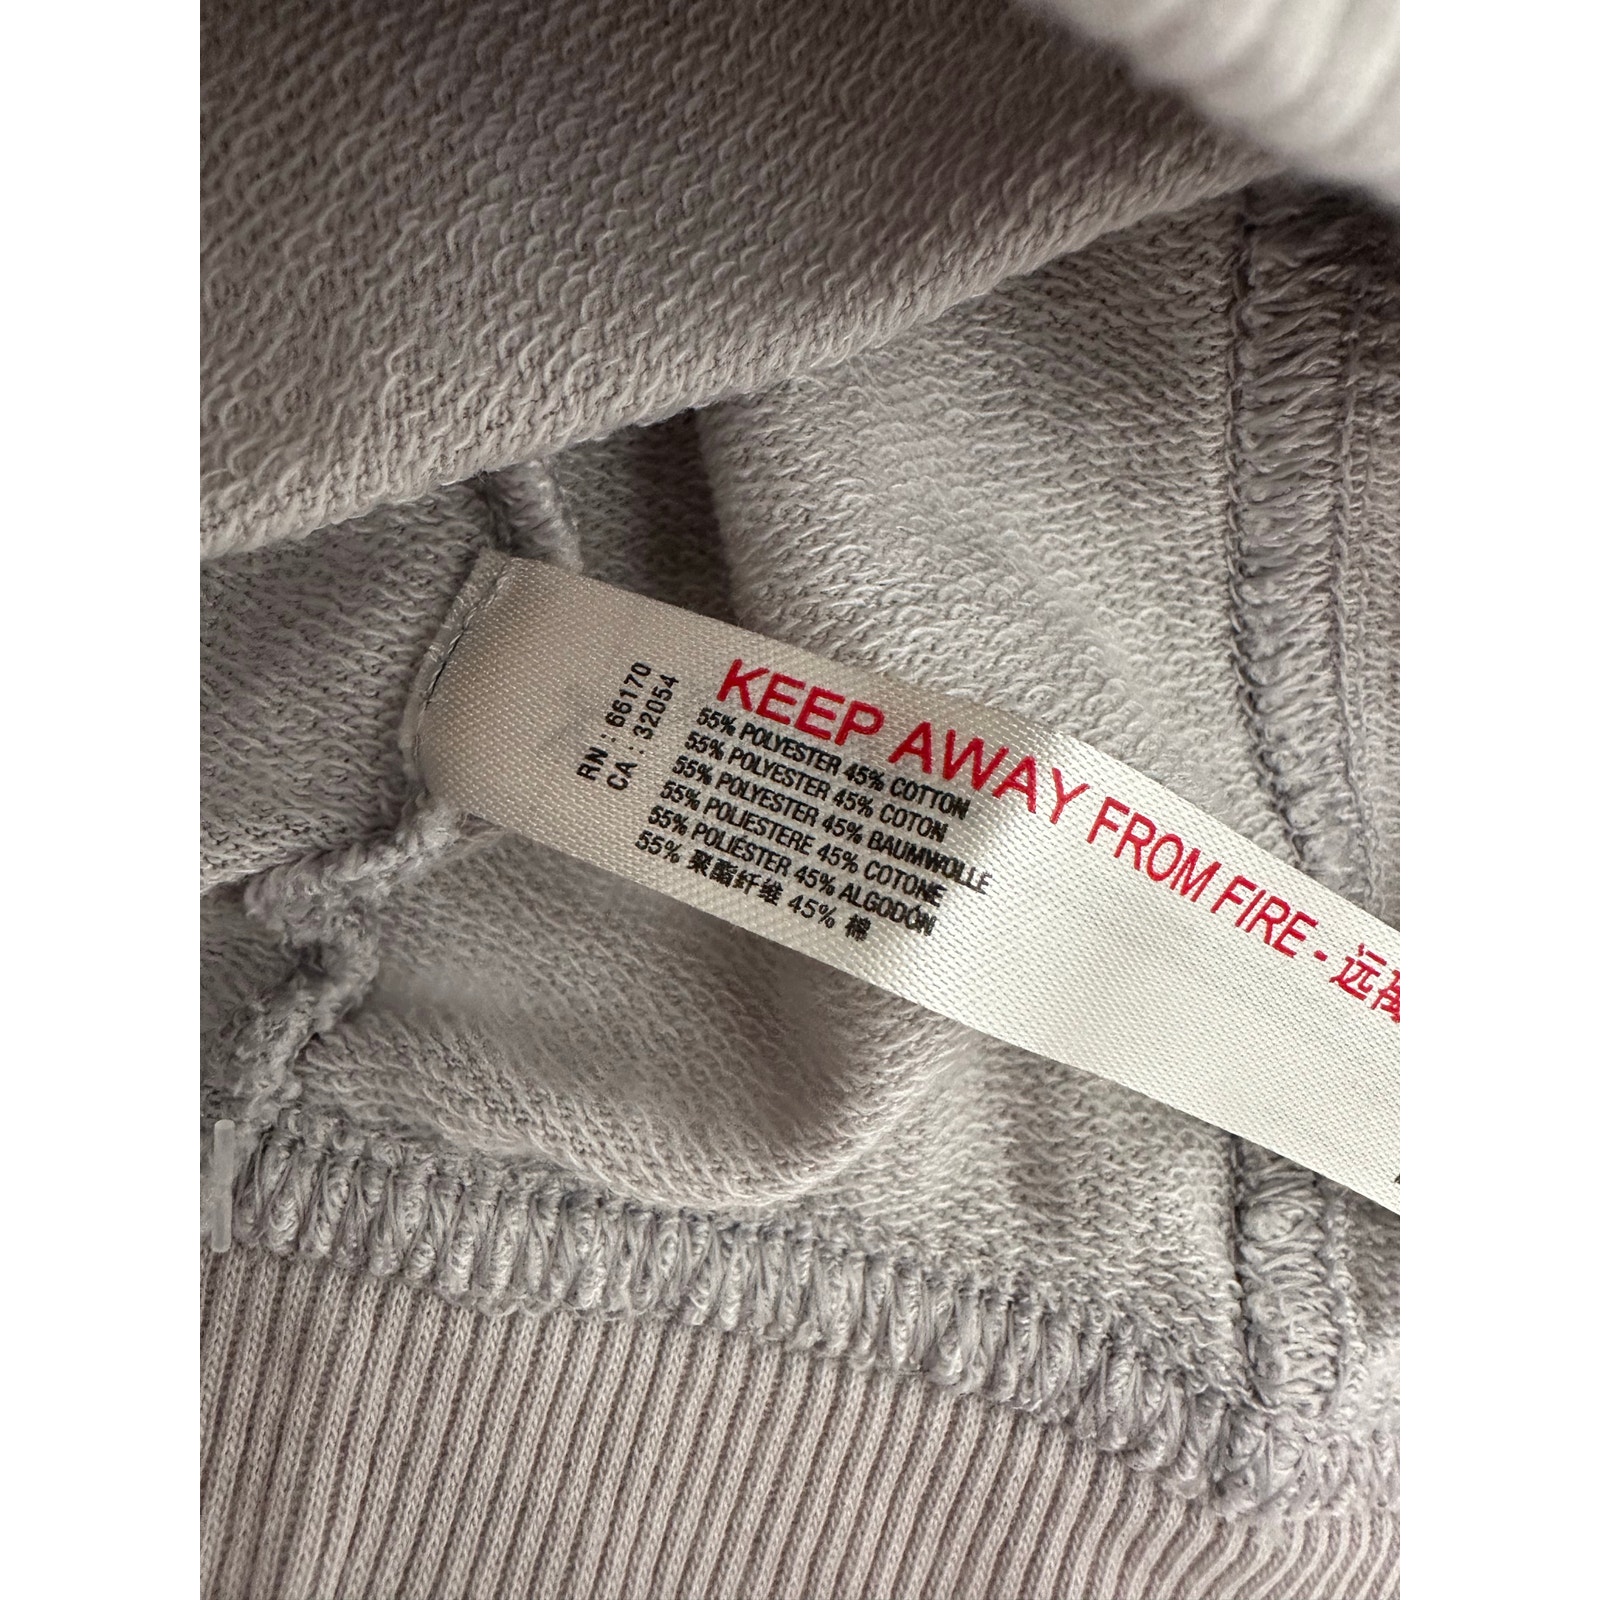 RN : 66170
CA : 32054
KEEP AWAY FROM FIRE - 远离
55% POLYESTER 45% COTTON
55% POLYESTER 45% COTON
55% POLYESTER 45% BAUMWOLLE
55% POLIESTERE 45% COTONE
55% POLIÉSTER 45% ALGODÓN
55% 聚酯纤维 45% 棉